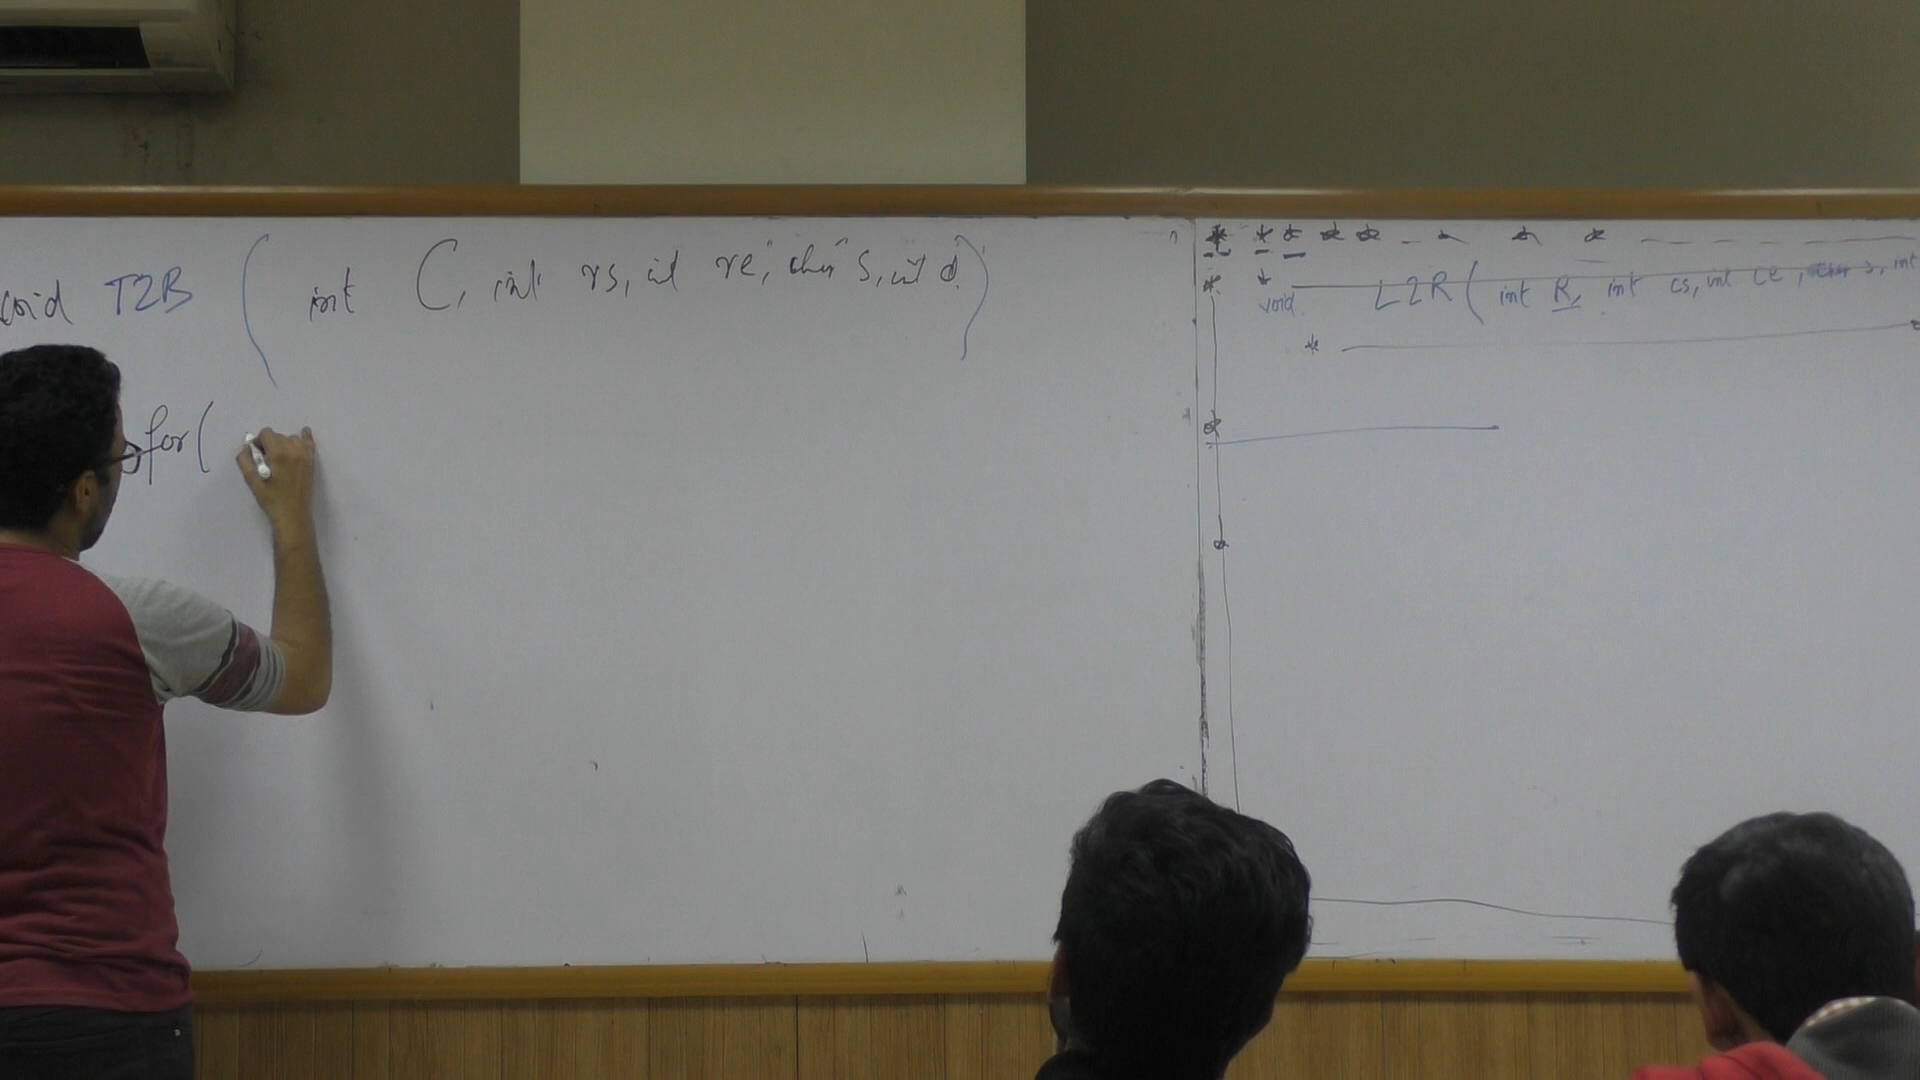 void T2B ( int C, int rs, int re, char s, int d )
for(
* * * * * - * * * - - - -
* *
void L2R ( int R, int cs, int ce, char s, int
*